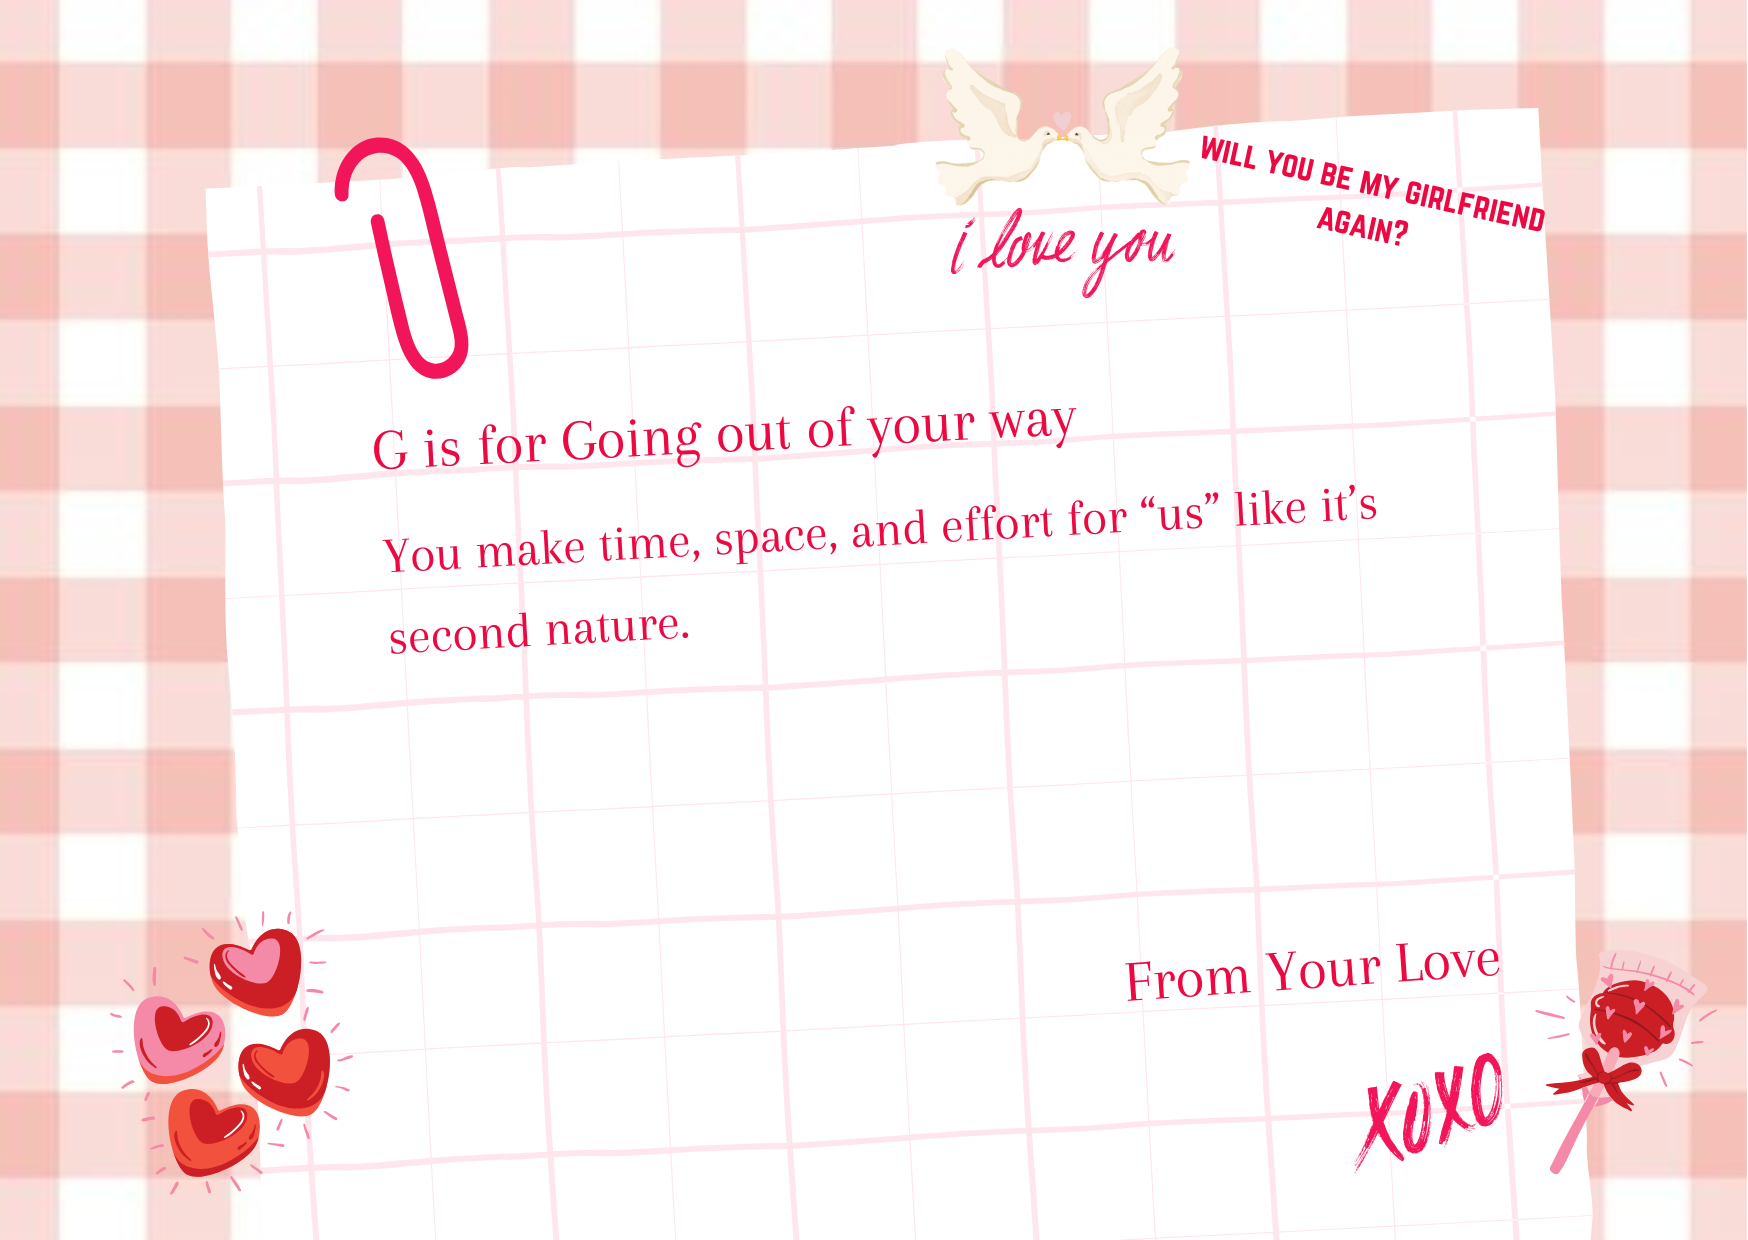 WILL YOU BE MY GIRLFRIEND
AGAIN?
i love you
G is for Going out of your way
You make time, space, and effort for “us” like it’s
second nature.
From Your Love
XOXO